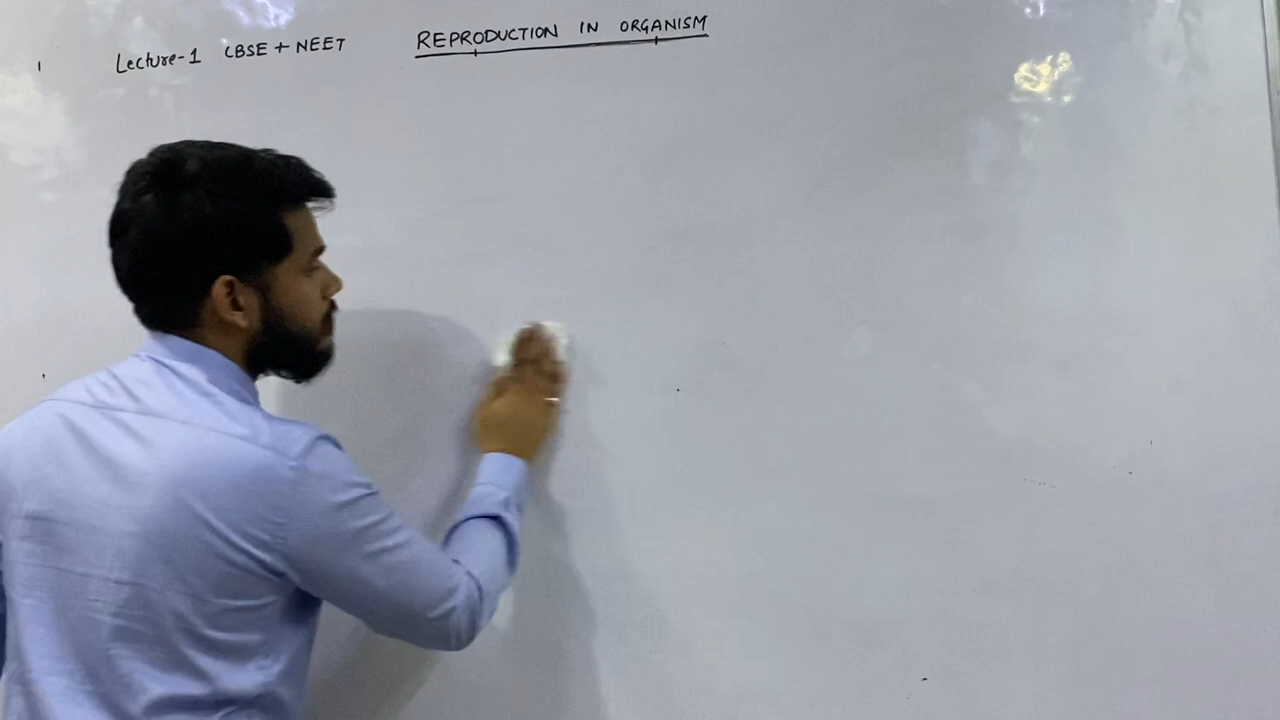 Lecture-1 CBSE + NEET REPRODUCTION IN ORGANISM